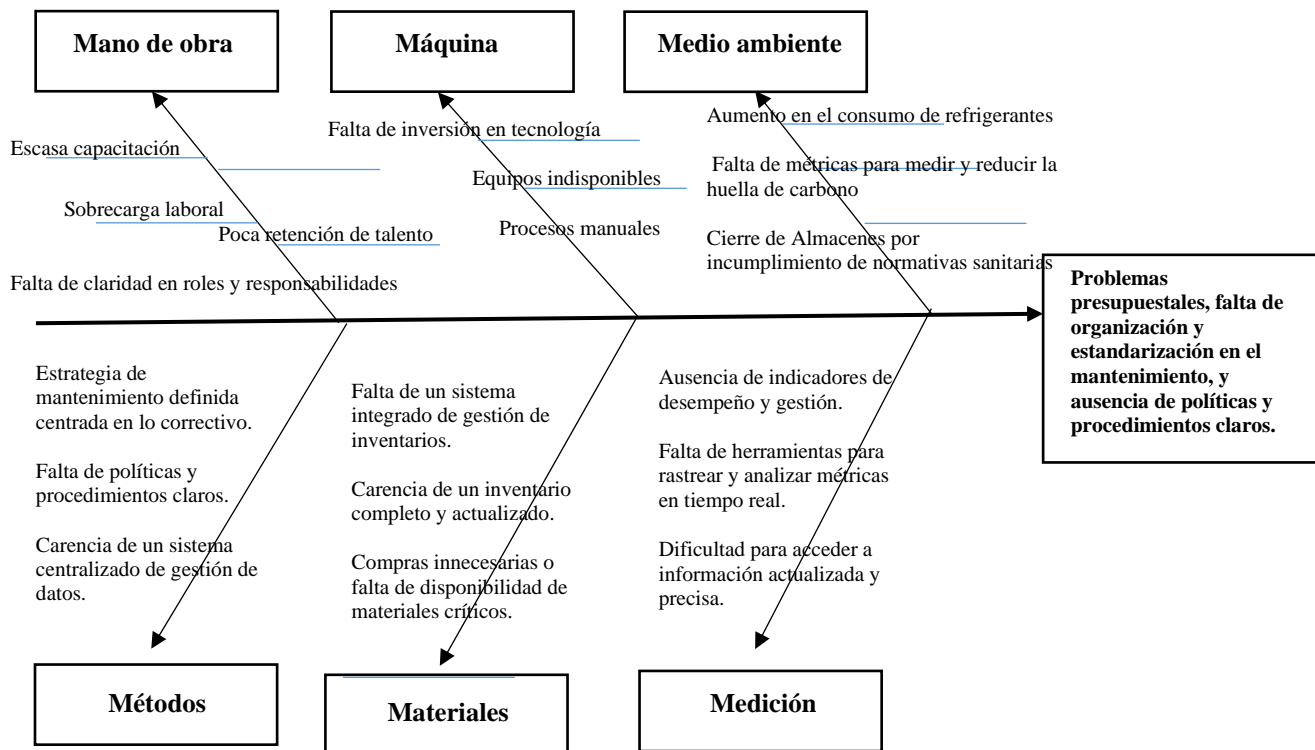 Mano de obra
Máquina
Medio ambiente
Escasa capacitación
Sobrecarga laboral
Poca retención de talento
Falta de claridad en roles y responsabilidades
Falta de inversión en tecnología
Equipos indisponibles
Procesos manuales
Aumento en el consumo de refrigerantes
Falta de métricas para medir y reducir la
huella de carbono
Cierre de Almacenes por
incumplimiento de normativas sanitarias
Problemas
presupuestales, falta de
organización y
estandarización en el
mantenimiento, y
ausencia de políticas y
procedimientos claros.
Estrategia de
mantenimiento definida
centrada en lo correctivo.
Falta de políticas y
procedimientos claros.
Carencia de un sistema
centralizado de gestión de
datos.
Falta de un sistema
integrado de gestión de
inventarios.
Carencia de un inventario
completo y actualizado.
Compras innecesarias o
falta de disponibilidad de
materiales críticos.
Ausencia de indicadores de
desempeño y gestión.
Falta de herramientas para
rastrear y analizar métricas
en tiempo real.
Dificultad para acceder a
información actualizada y
precisa.
Métodos
Materiales
Medición